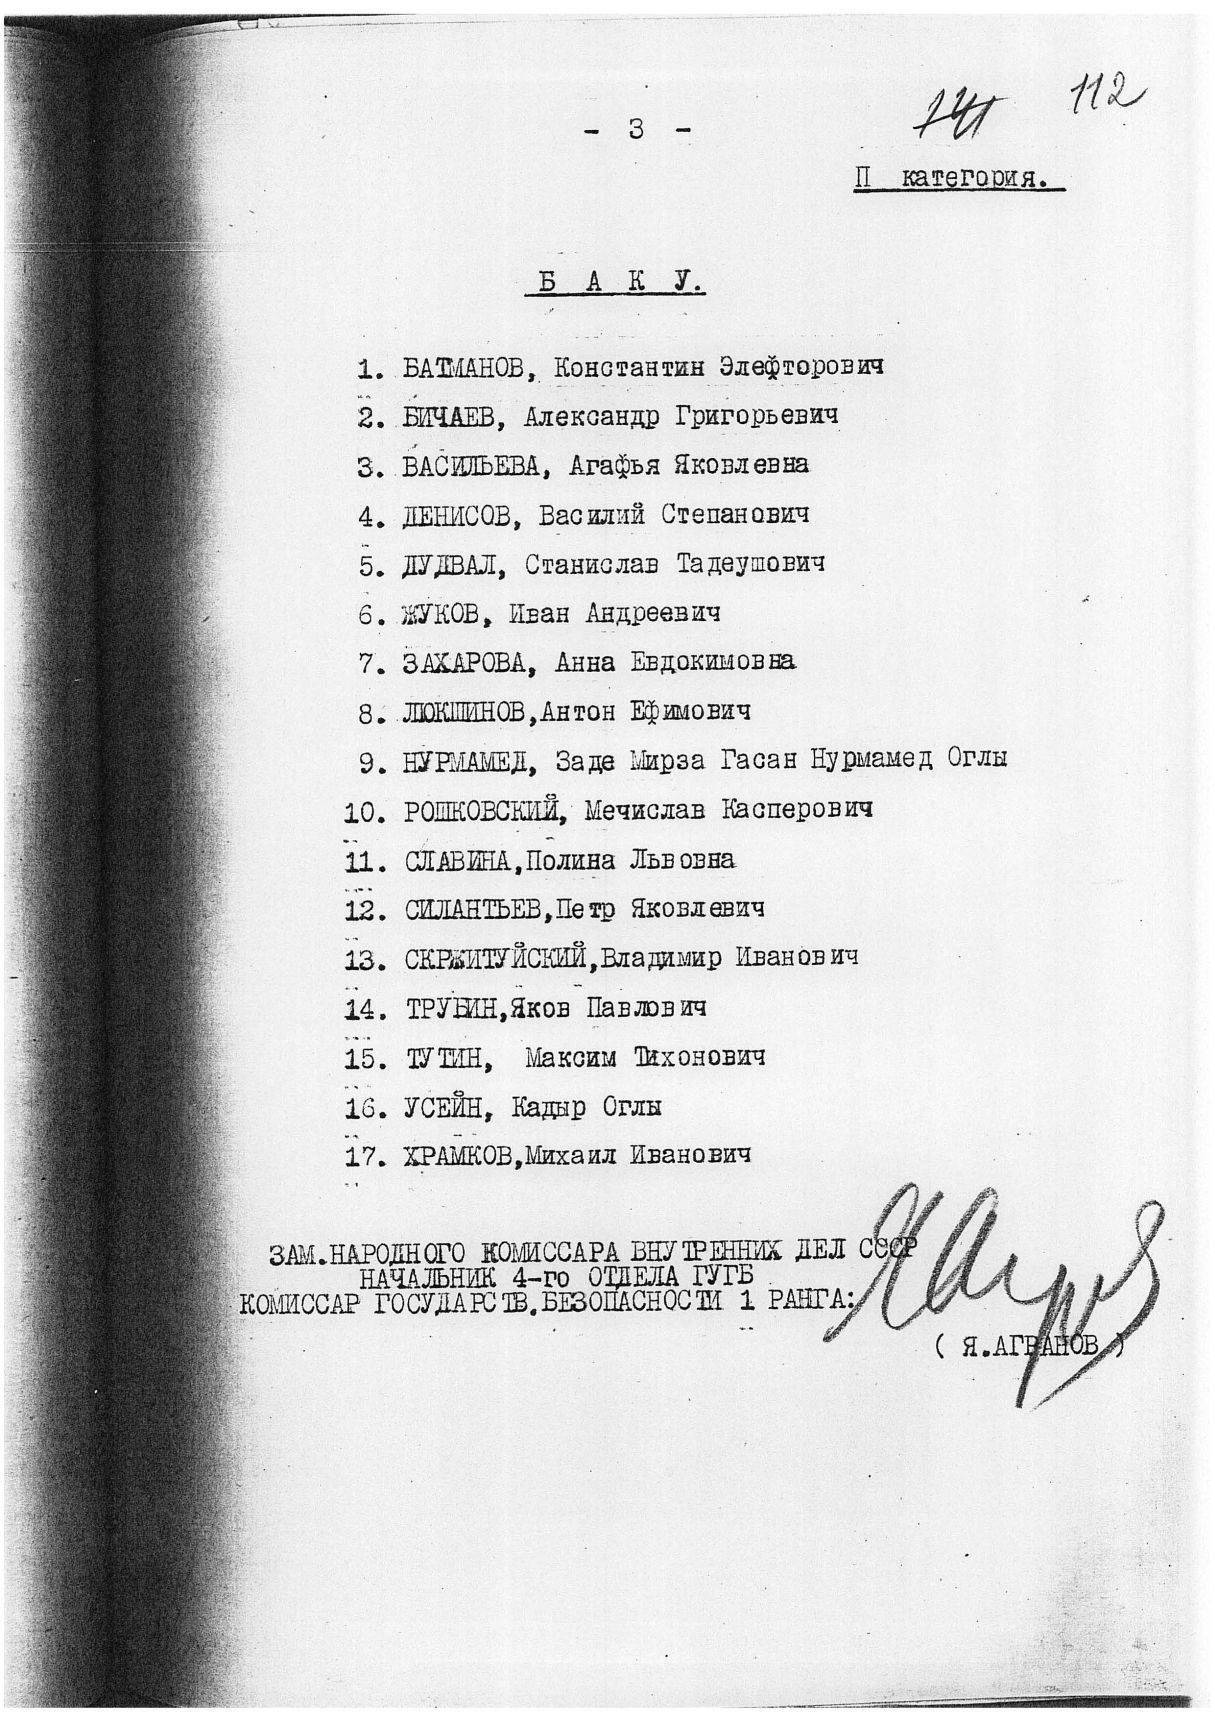 141 112
- 3 -
П категория.
Б А К У.
1. БАТМАНОВ, Константин Элефторович
2. БИЧАЕВ, Александр Григорьевич
3. ВАСИЛЬЕВА, Агафья Яковлевна
4. ДЕНИСОВ, Василий Степанович
5. ДУДВАЛ, Станислав Тадеушович
6. ЖУКОВ, Иван Андреевич
7. ЗАХАРОВА, Анна Евдокимовна
8. ЛЮКШИНОВ,Антон Ефимович
9. НУРМАМЕД, Заде Мирза Гасан Нурмамед Оглы
10. РОШКОВСКИЙ, Мечислав Касперович
11. СЛАВИНА,Полина Львовна
12. СИЛАНТЬЕВ,Петр Яковлевич
13. СКРЖИТУЙСКИЙ,Владимир Иванович
14. ТРУБИН,Яков Павлович
15. ТУТИН, Максим Тихонович
16. УСЕЙН, Кадыр Оглы
17. ХРАМКОВ,Михаил Иванович
ЗАМ.НАРОДНОГО КОМИССАРА ВНУТРЕННИХ ДЕЛ СССР
НАЧАЛЬНИК 4-го ОТДЕЛА ГУГБ
КОМИССАР ГОСУДАРСТВ.БЕЗОПАСНОСТИ 1 РАНГА:
( Я.АГРАНОВ )